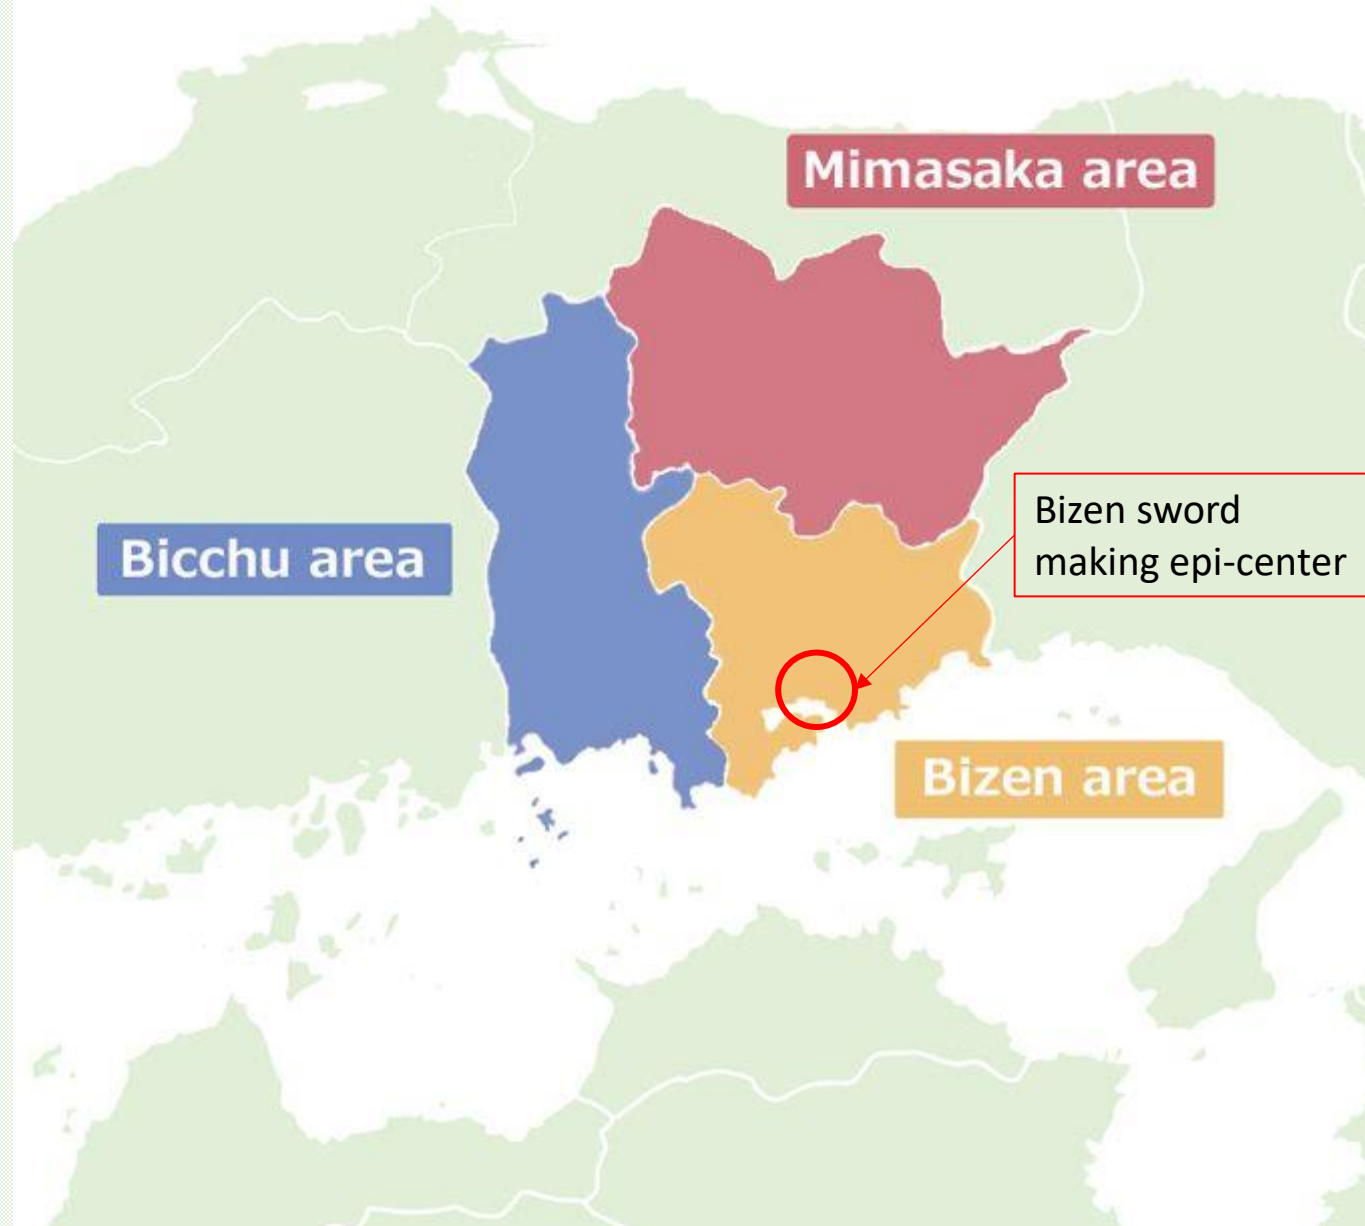 Mimasaka area
Bizen sword
making epi-center
Bicchu area
Bizen area